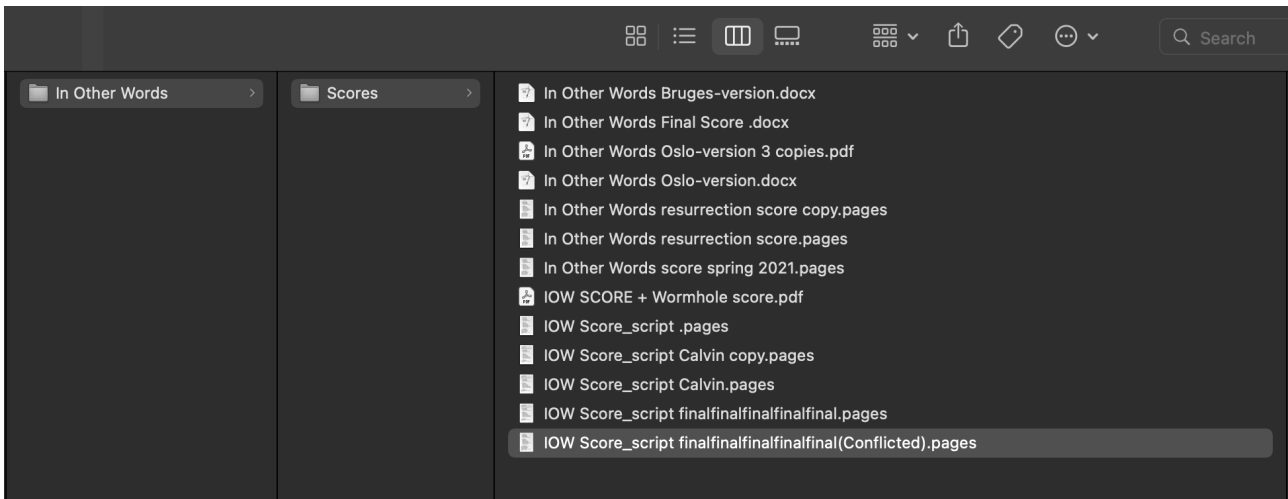 Search
In Other Words
Scores
In Other Words Bruges-version.docx
In Other Words Final Score .docx
In Other Words Oslo-version 3 copies.pdf
In Other Words Oslo-version.docx
In Other Words resurrection score copy.pages
In Other Words resurrection score.pages
In Other Words score spring 2021.pages
IOW SCORE + Wormhole score.pdf
IOW Score_script .pages
IOW Score_script Calvin copy.pages
IOW Score_script Calvin.pages
IOW Score_script finalfinalfinalfinalfinal.pages
IOW Score_script finalfinalfinalfinalfinal(Conflicted).pages